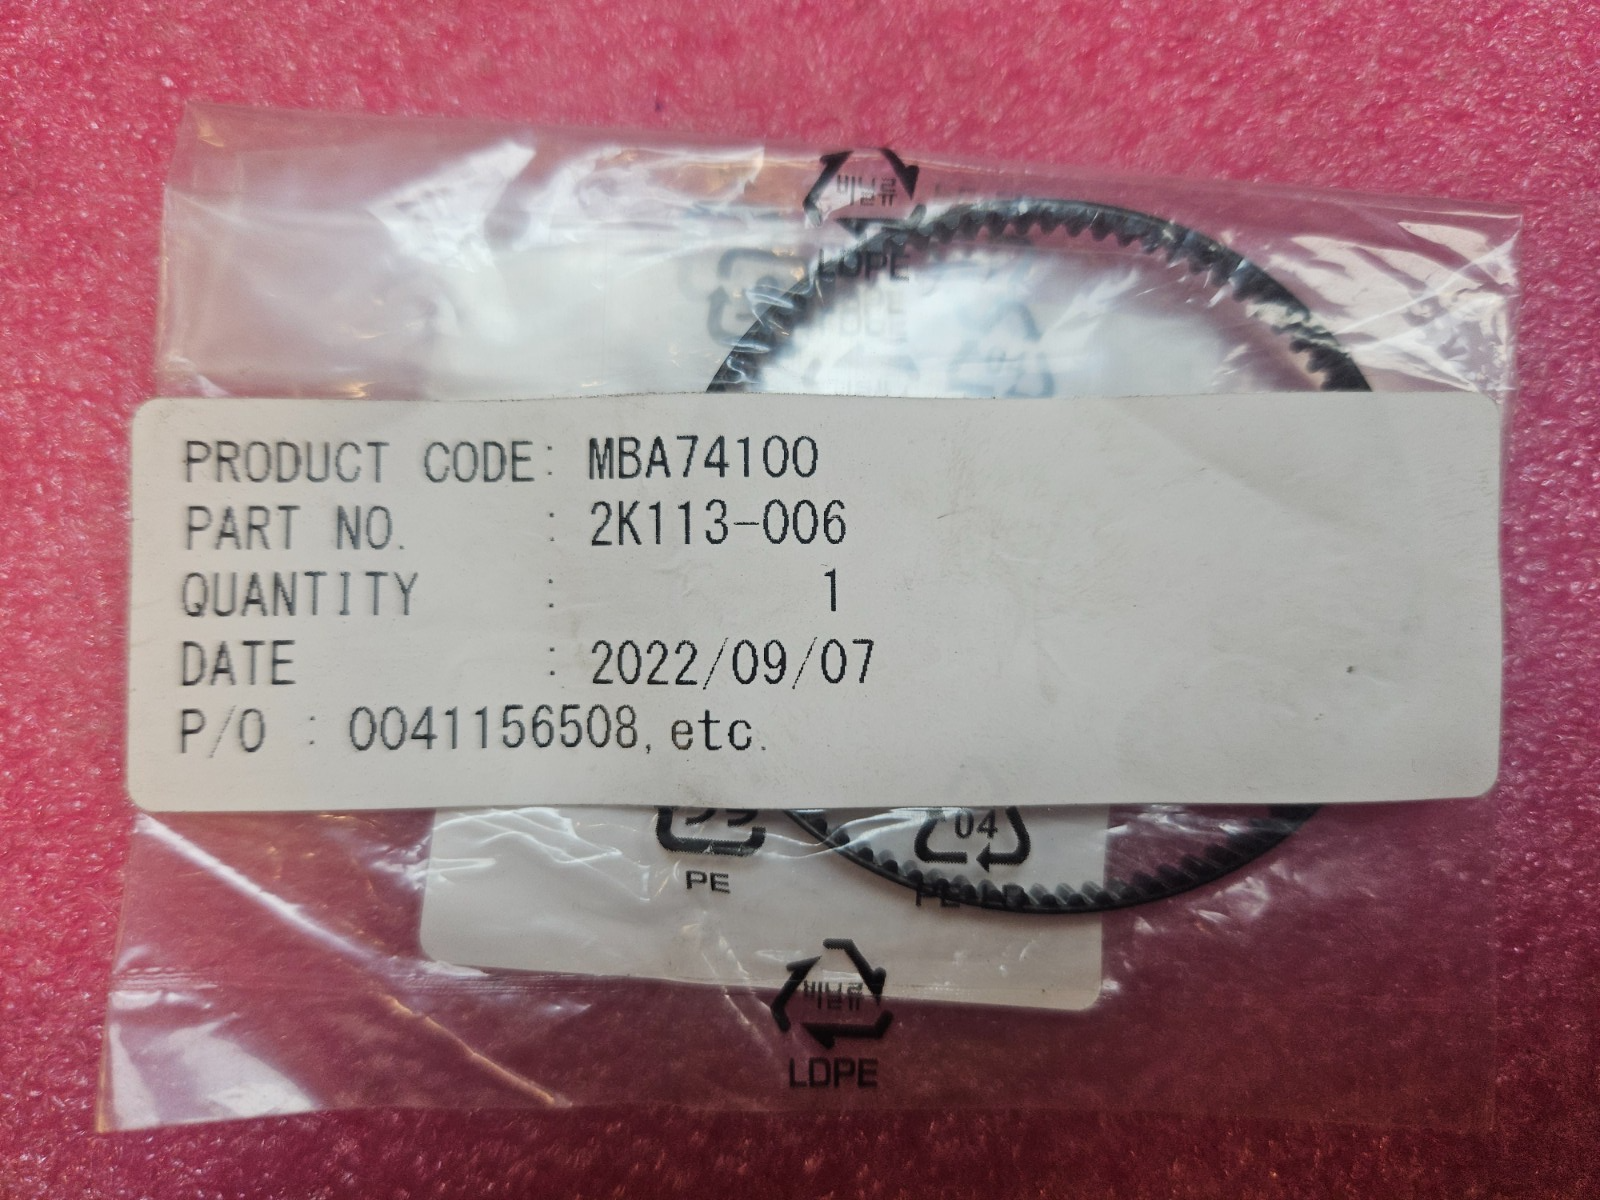 비닐류
LDPE
PRODUCT CODE: MBA74100
PART NO. : 2K113-006
QUANTITY : 1
DATE : 2022/09/07
P/O : 0041156508, etc.
04
PE
비닐류
LDPE